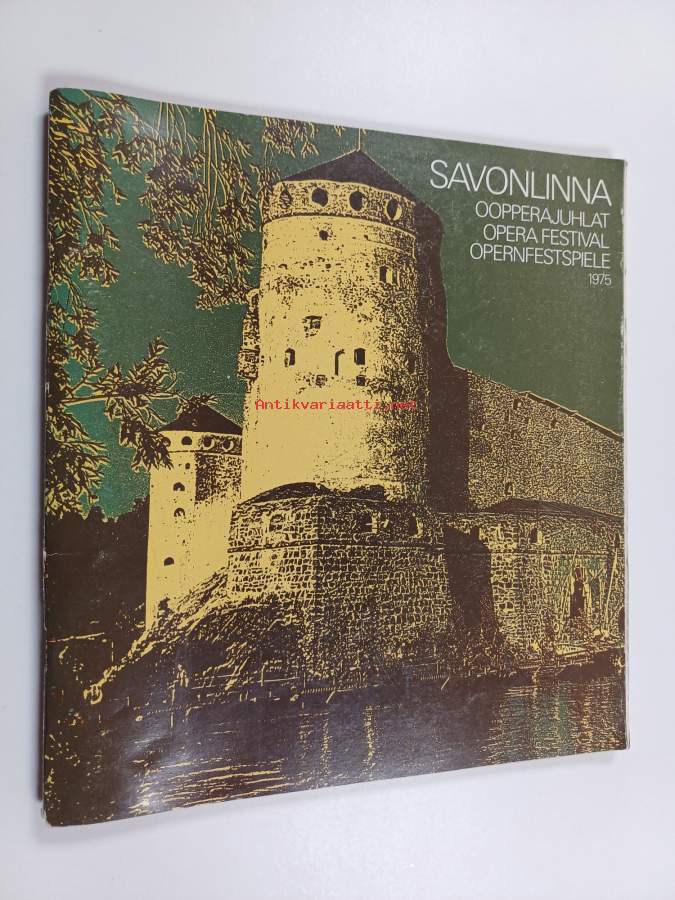 SAVONLINNA
OOPPERAJUHLAT
OPERA FESTIVAL
OPERNFESTSPIELE
1975
Antikvariaatti.net